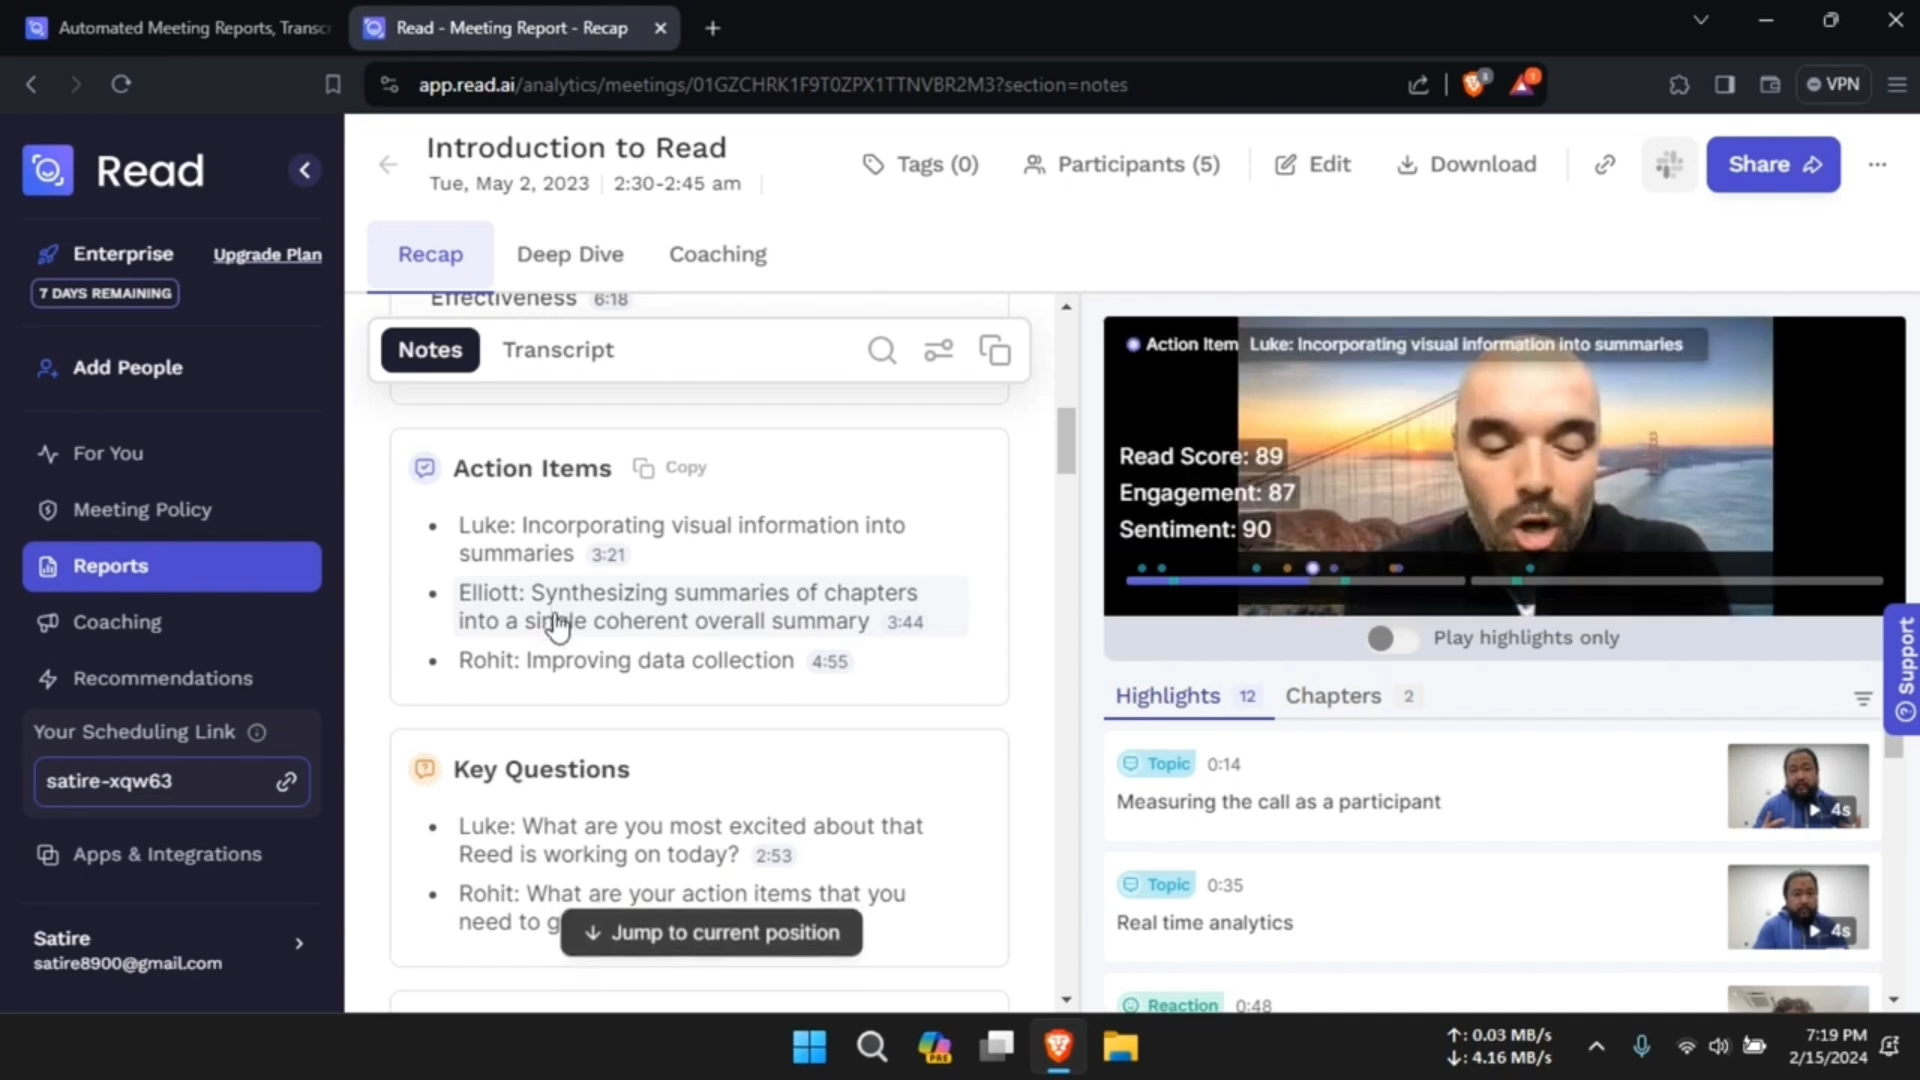 Automated Meeting Reports, Transcr
Read - Meeting Report - Recap
app.read.ai/analytics/meetings/01GZCHRK1F9T0ZPX1TTNVBR2M3?section=notes
VPN
Read
Enterprise
Upgrade Plan
7 DAYS REMAINING
Add People
For You
Meeting Policy
Reports
Coaching
Recommendations
Your Scheduling Link
satire-xqw63
Apps & Integrations
Satire
satire8900@gmail.com
Introduction to Read
Tue, May 2, 2023 2:30-2:45 am
Tags (0)
Participants (5)
Edit
Download
Share
Recap
Deep Dive
Coaching
Effectiveness 6:18
Notes
Transcript
Action Items
Copy
Luke: Incorporating visual information into
summaries 3:21
Elliott: Synthesizing summaries of chapters
into a single coherent overall summary 3:44
Rohit: Improving data collection 4:55
Key Questions
Luke: What are you most excited about that
Reed is working on today? 2:53
Rohit: What are your action items that you
need to g
Jump to current position
Action Item Luke: Incorporating visual information into summaries
Read Score: 89
Engagement: 87
Sentiment: 90
Play highlights only
Support
Highlights 12
Chapters 2
Topic 0:14
Measuring the call as a participant
4s
Topic 0:35
Real time analytics
4s
Reaction 0:48
PRE
↑: 0.03 MB/s
↓: 4.16 MB/s
7:19 PM
2/15/2024